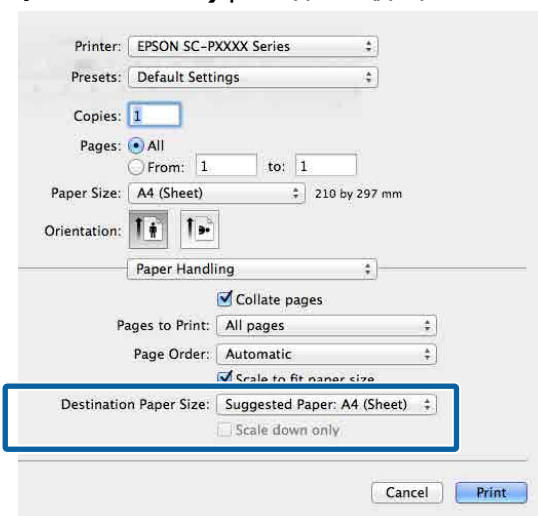 Printer: EPSON SC-PXXXX Series
Presets: Default Settings
Copies: 1
Pages: All
From: 1 to: 1
Paper Size: A4 (Sheet) 210 by 297 mm
Orientation:
Paper Handling
Collate pages
Pages to Print: All pages
Page Order: Automatic
Scale to fit paper size
Destination Paper Size: Suggested Paper: A4 (Sheet)
Scale down only
Cancel Print